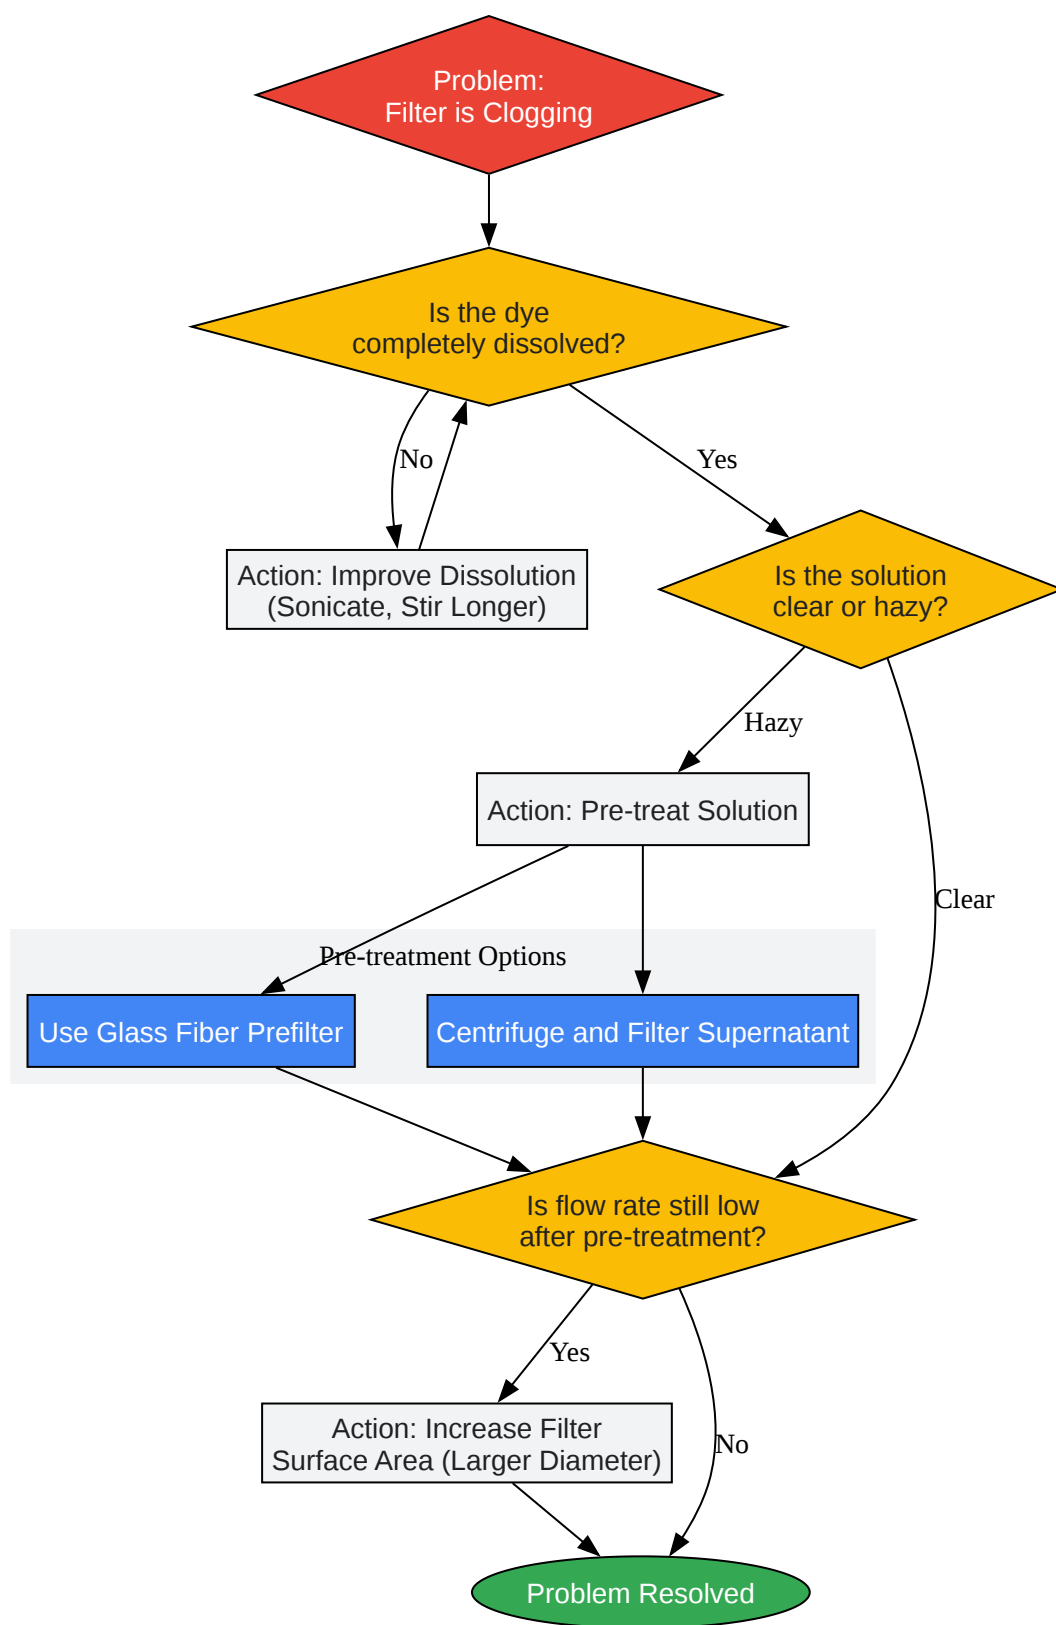 Problem:
Filter is Clogging
Is the dye
completely dissolved?
No
Yes
Action: Improve Dissolution
(Sonicate, Stir Longer)
Is the solution
clear or hazy?
Hazy
Action: Pre-treat Solution
Clear
Pre-treatment Options
Use Glass Fiber Prefilter
Centrifuge and Filter Supernatant
Is flow rate still low
after pre-treatment?
Yes
Action: Increase Filter
Surface Area (Larger Diameter)
No
Problem Resolved